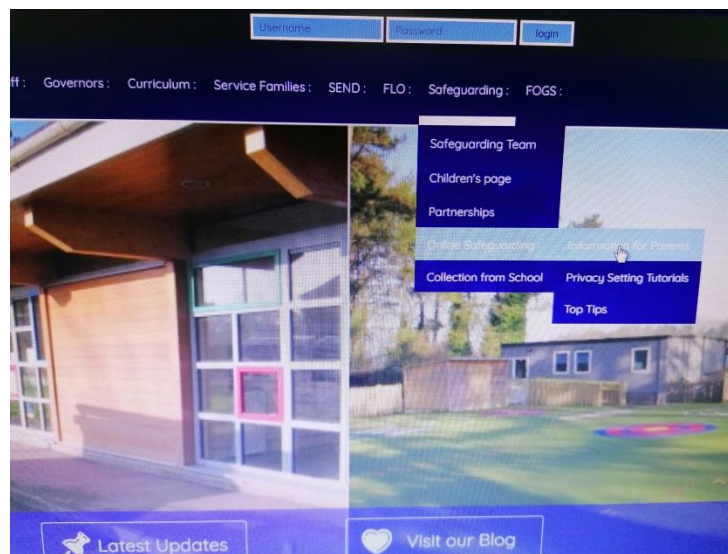 Username Password login
ff : Governors : Curriculum : Service Families : SEND : FLO : Safeguarding : FOGS :
Safeguarding Team
Children's page
Partnerships
Online Safeguarding Information for Parents
Collection from School Privacy Setting Tutorials
Top Tips
Latest Updates Visit our Blog